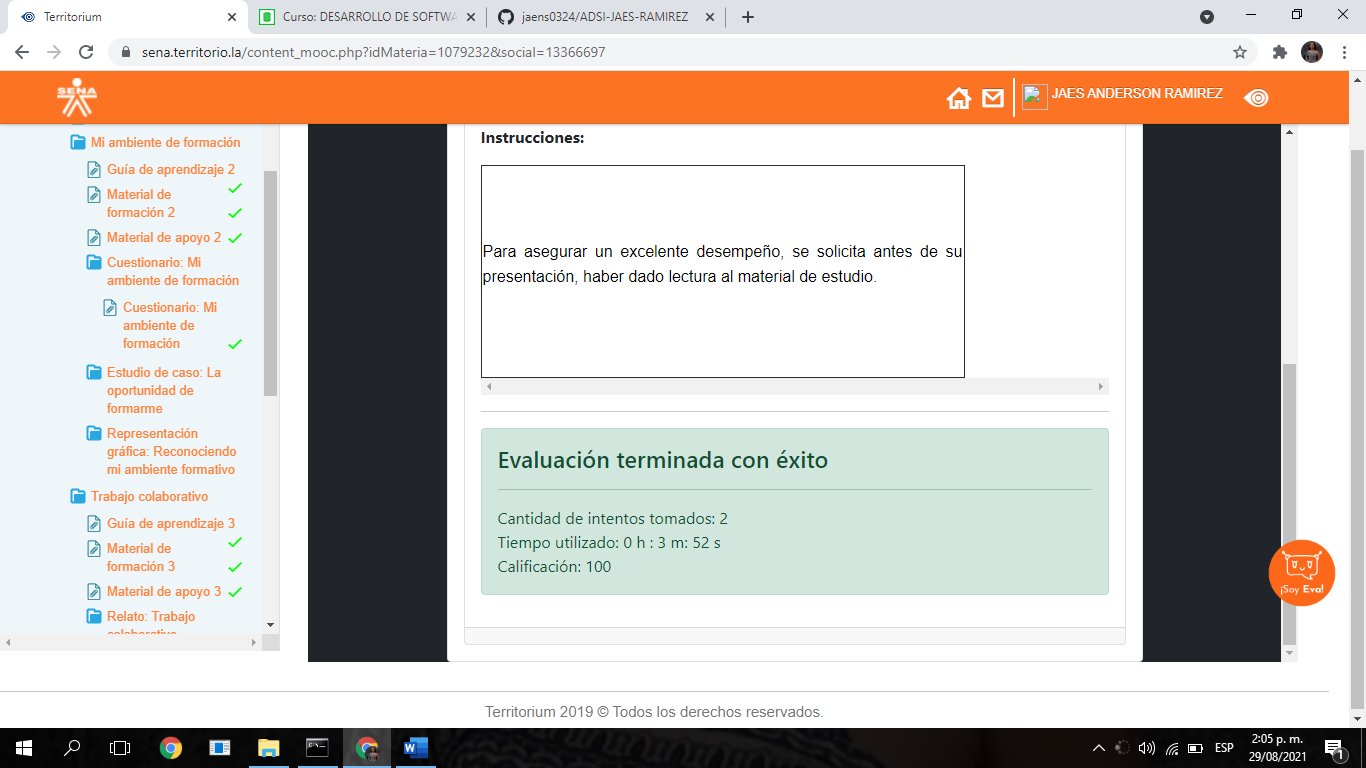 Territorium
Curso: DESARROLLO DE SOFTWA
jaens0324/ADSI-JAES-RAMIREZ
sena.territorio.la/content_mooc.php?idMateria=1079232&social=13366697
SENA
JAES ANDERSON RAMIREZ
Mi ambiente de formación
Guía de aprendizaje 2
Material de
formación 2
Material de apoyo 2
Cuestionario: Mi
ambiente de formación
Cuestionario: Mi
ambiente de
formación
Estudio de caso: La
oportunidad de
formarme
Representación
gráfica: Reconociendo
mi ambiente formativo
Trabajo colaborativo
Guía de aprendizaje 3
Material de
formación 3
Material de apoyo 3
Relato: Trabajo
colaborativo
Instrucciones:
Para asegurar un excelente desempeño, se solicita antes de su
presentación, haber dado lectura al material de estudio.
Evaluación terminada con éxito
Cantidad de intentos tomados: 2
Tiempo utilizado: 0 h : 3 m: 52 s
Calificación: 100
¡Soy Eva!
Territorium 2019 © Todos los derechos reservados.
ESP
2:05 p. m.
29/08/2021
1